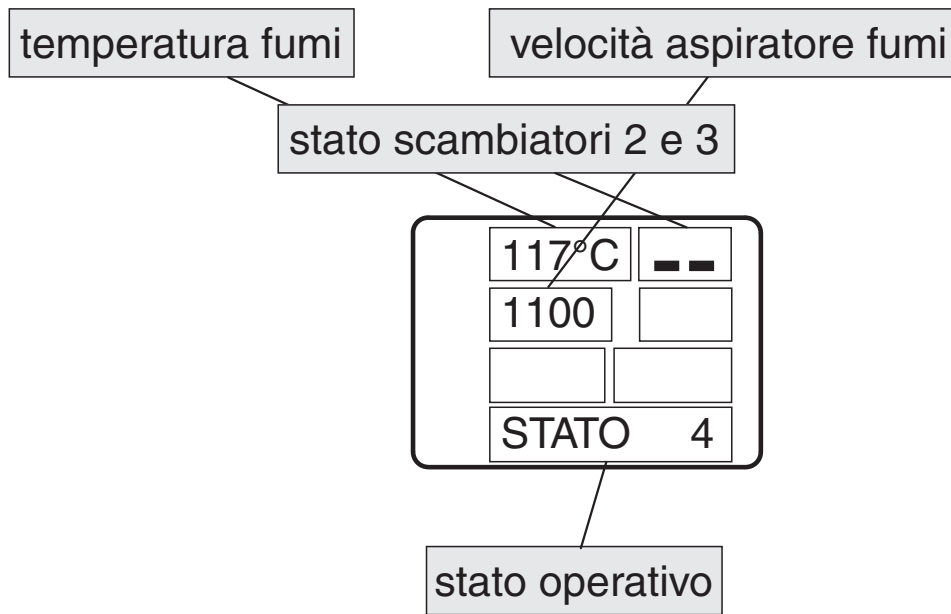 temperatura fumi
velocità aspiratore fumi
stato scambiatori 2 e 3
117°C
1100
STATO 4
stato operativo